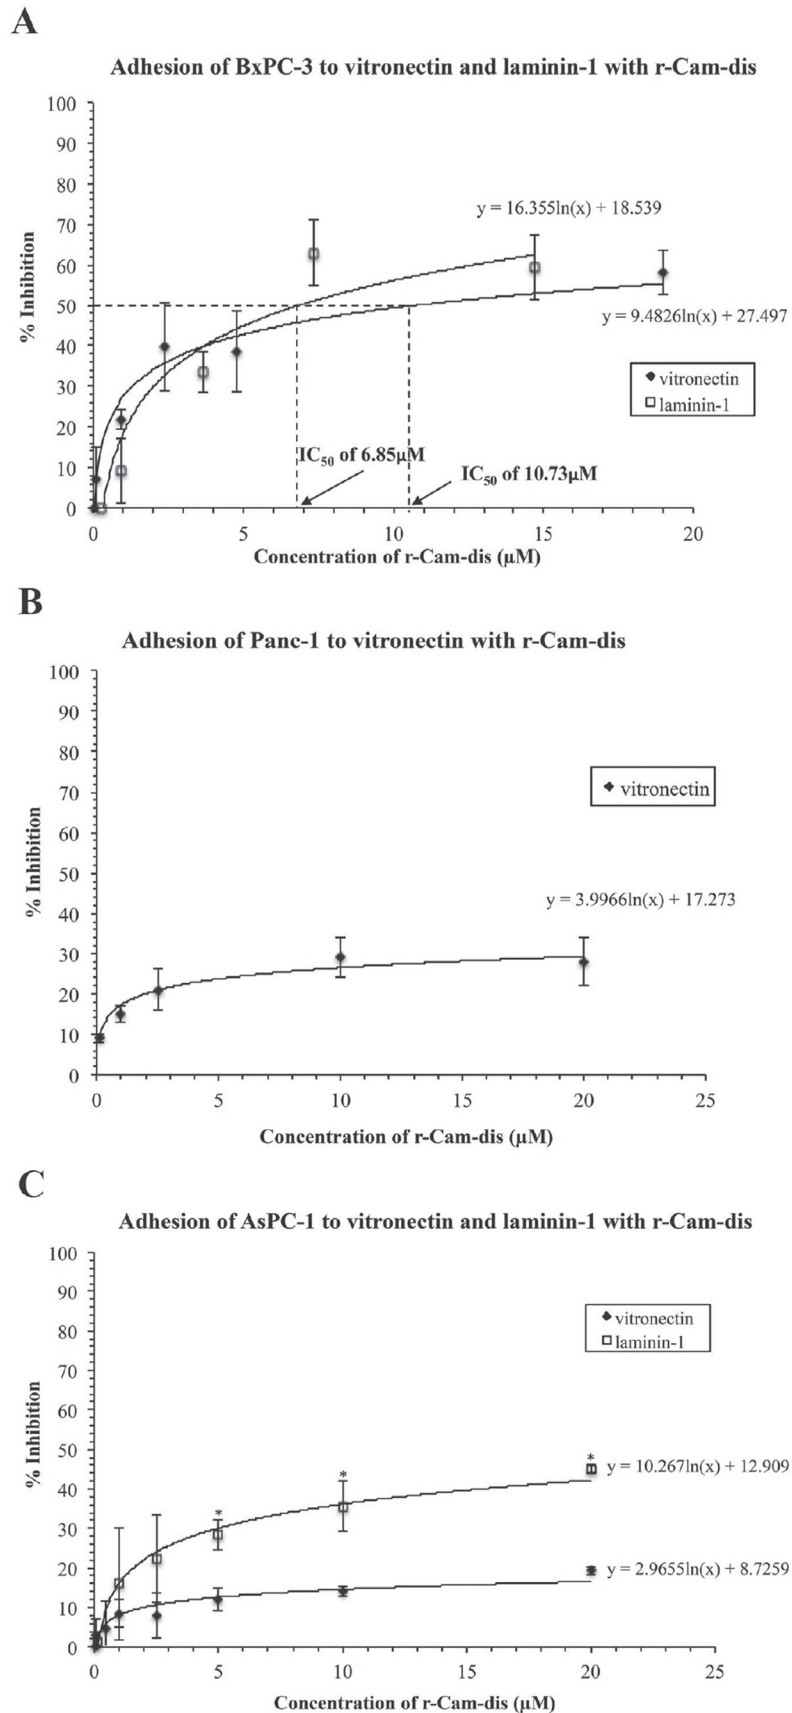 A
Adhesion of BxPC-3 to vitronectin and laminin-1 with r-Cam-dis
100
90
80
70
60
50
40
30
20
10
0
% Inhibition
y = 16.355ln(x) + 18.539
y = 9.4826ln(x) + 27.497
vitronectin
laminin-1
IC50 of 6.85μM
IC50 of 10.73μM
0 5 10 15 20
Concentration of r-Cam-dis (μM)
B
Adhesion of Panc-1 to vitronectin with r-Cam-dis
100
90
80
70
60
50
40
30
20
10
0
% Inhibition
vitronectin
y = 3.9966ln(x) + 17.273
0 5 10 15 20 25
Concentration of r-Cam-dis (μM)
C
Adhesion of AsPC-1 to vitronectin and laminin-1 with r-Cam-dis
100
90
80
70
60
50
40
30
20
10
0
% Inhibition
vitronectin
laminin-1
* * *
y = 10.267ln(x) + 12.909
y = 2.9655ln(x) + 8.7259
0 5 10 15 20 25
Concentration of r-Cam-dis (μM)